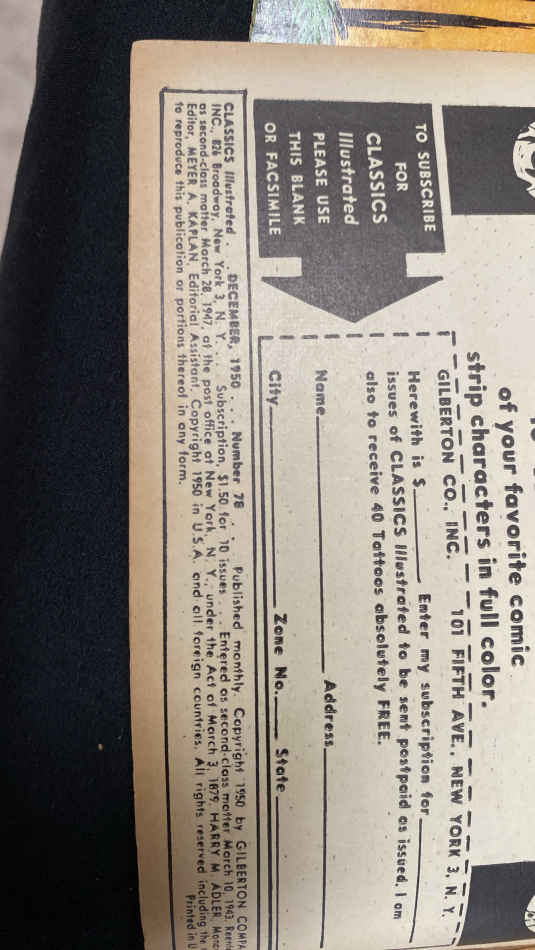 of your favorite comic
strip characters in full color.
TO SUBSCRIBE
FOR
CLASSICS
Illustrated
PLEASE USE
THIS BLANK
OR FACSIMILE
GILBERTON CO., INC. 101 FIFTH AVE., NEW YORK 3, N. Y.
Herewith is $ Enter my subscription for
issues of CLASSICS Illustrated to be sent postpaid as issued. I am
also to receive 40 Tattoos absolutely FREE.
Name Address
City Zone No. State
CLASSICS Illustrated . . . DECEMBER, 1950 . . . Number 78 . . . Published monthly. Copyright 1950 by GILBERTON
INC., 826 Broadway, New York 3, N. Y. . . . Subscription, $1.50 for 10 issues . . . Entered as second-class matter March 10, 1943.
as second-class matter March 28, 1947, at the post office at New York, N. Y., under the Act of March 3, 1879. HARRY M. ADLER,
Editor, MEYER A. KAPLAN, Editorial Assistant. Copyright 1950 in U.S.A. and all foreign countries. All rights reserved including the
to reproduce this publication or portions thereof in any form. Printed in U